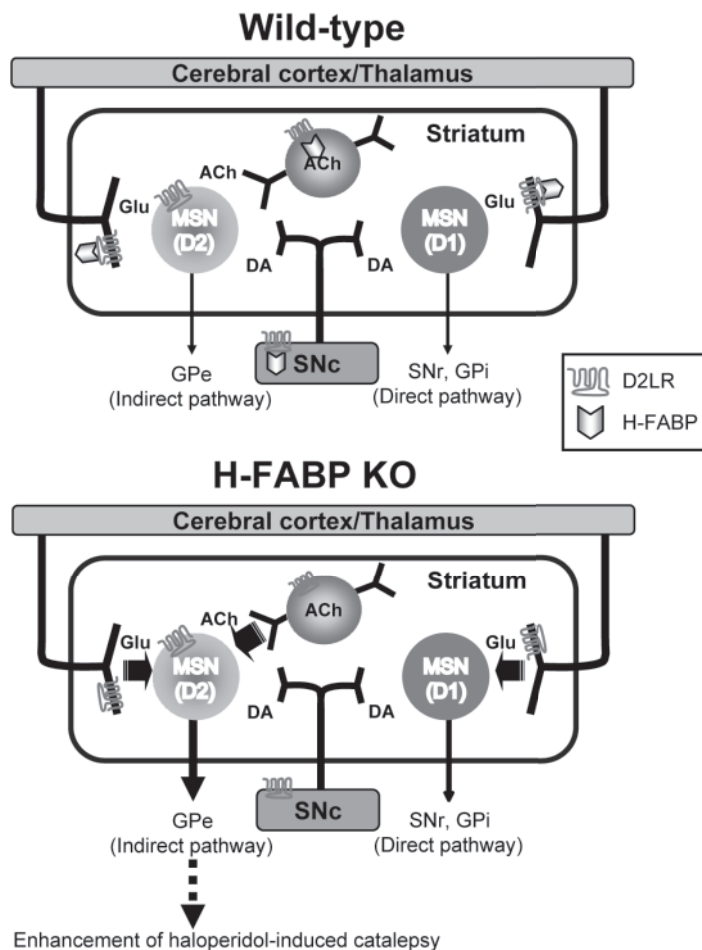 Wild-type
Cerebral cortex/Thalamus
Striatum
ACh
ACh
Glu
MSN
(D2)
MSN
(D1)
Glu
DA
DA
SNc
GPe
(Indirect pathway)
SNr, GPi
(Direct pathway)
D2LR
H-FABP
H-FABP KO
Cerebral cortex/Thalamus
Striatum
ACh
ACh
Glu
MSN
(D2)
MSN
(D1)
Glu
DA
DA
SNc
GPe
(Indirect pathway)
SNr, GPi
(Direct pathway)
Enhancement of haloperidol-induced catalepsy